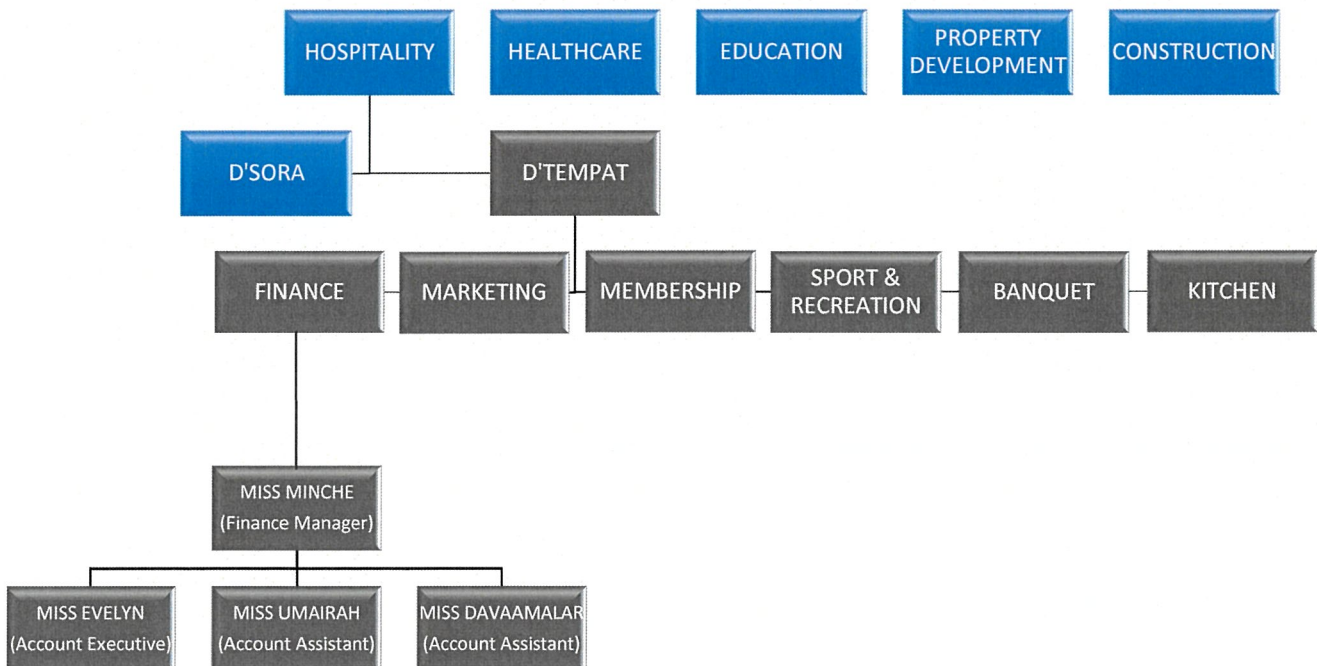 HOSPITALITY
HEALTHCARE
EDUCATION
PROPERTY
DEVELOPMENT
CONSTRUCTION
D'SORA
D'TEMPAT
FINANCE
MARKETING
MEMBERSHIP
SPORT &
RECREATION
BANQUET
KITCHEN
MISS MINCHE
(Finance Manager)
MISS EVELYN
(Account Executive)
MISS UMAIRAH
(Account Assistant)
MISS DAVAAMALAR
(Account Assistant)